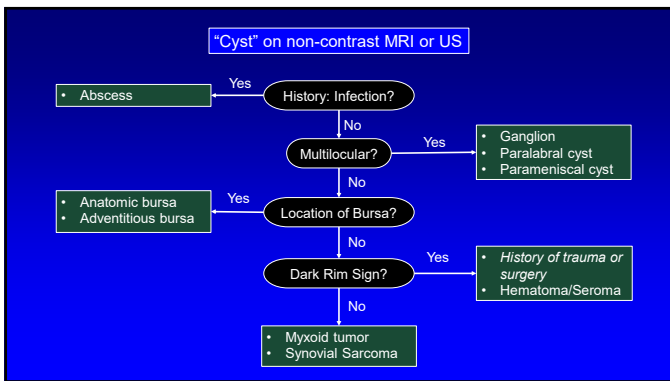 “Cyst” on non-contrast MRI or US
Yes
• Abscess
History: Infection?
No
Yes
Multilocular?
• Ganglion
• Paralabral cyst
• Parameniscal cyst
No
• Anatomic bursa
• Adventitious bursa
Yes
Location of Bursa?
No
Yes
Dark Rim Sign?
• History of trauma or
surgery
• Hematoma/Seroma
No
• Myxoid tumor
• Synovial Sarcoma